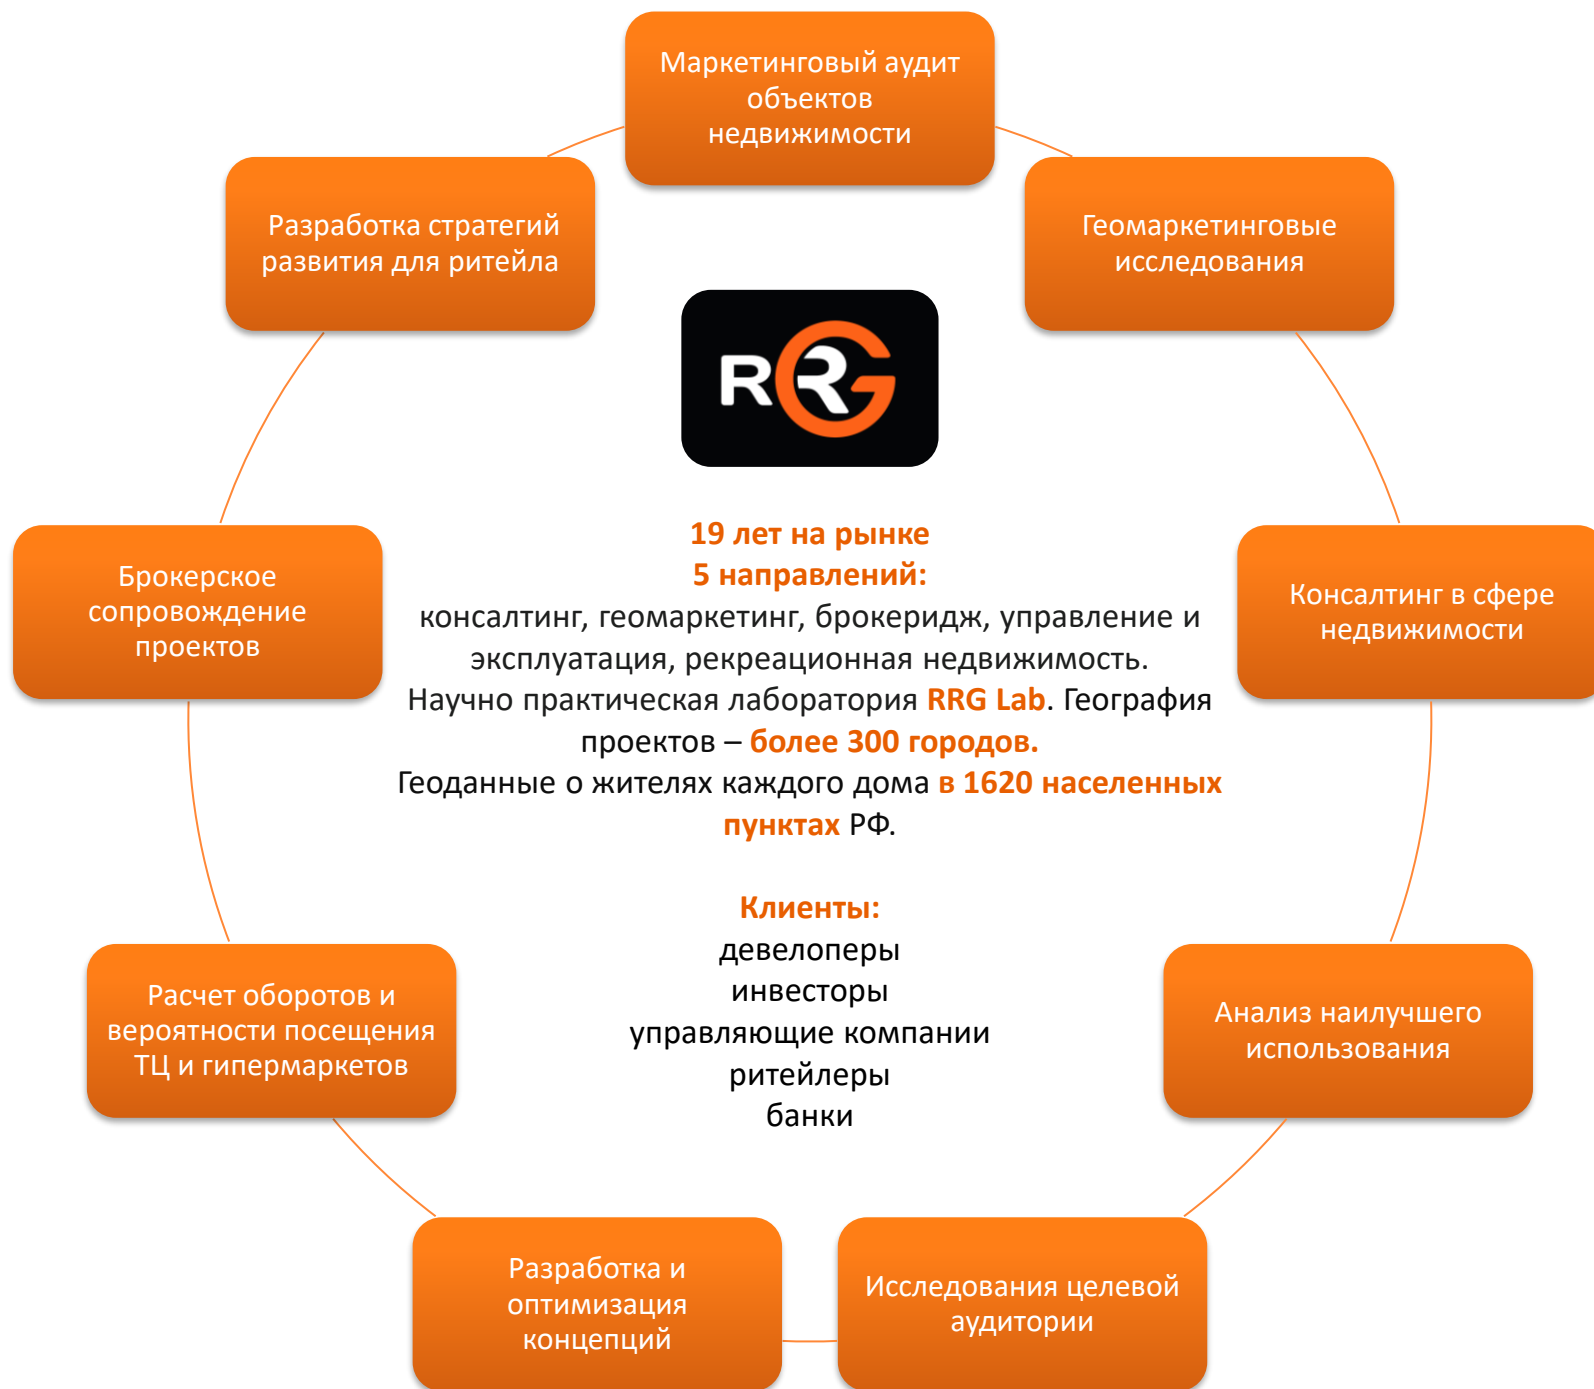 Маркетинговый аудит
объектов
недвижимости
Геомаркетинговые
исследования
Консалтинг в сфере
недвижимости
Анализ наилучшего
использования
Исследования целевой
аудитории
Разработка и
оптимизация
концепций
Расчет оборотов и
вероятности посещения
ТЦ и гипермаркетов
Брокерское
сопровождение
проектов
Разработка стратегий
развития для ритейла
RRG
19 лет на рынке
5 направлений:
консалтинг, геомаркетинг, брокеридж, управление и
эксплуатация, рекреационная недвижимость.
Научно практическая лаборатория RRG Lab. География
проектов – более 300 городов.
Геоданные о жителях каждого дома в 1620 населенных
пунктах РФ.
Клиенты:
девелоперы
инвесторы
управляющие компании
ритейлеры
банки